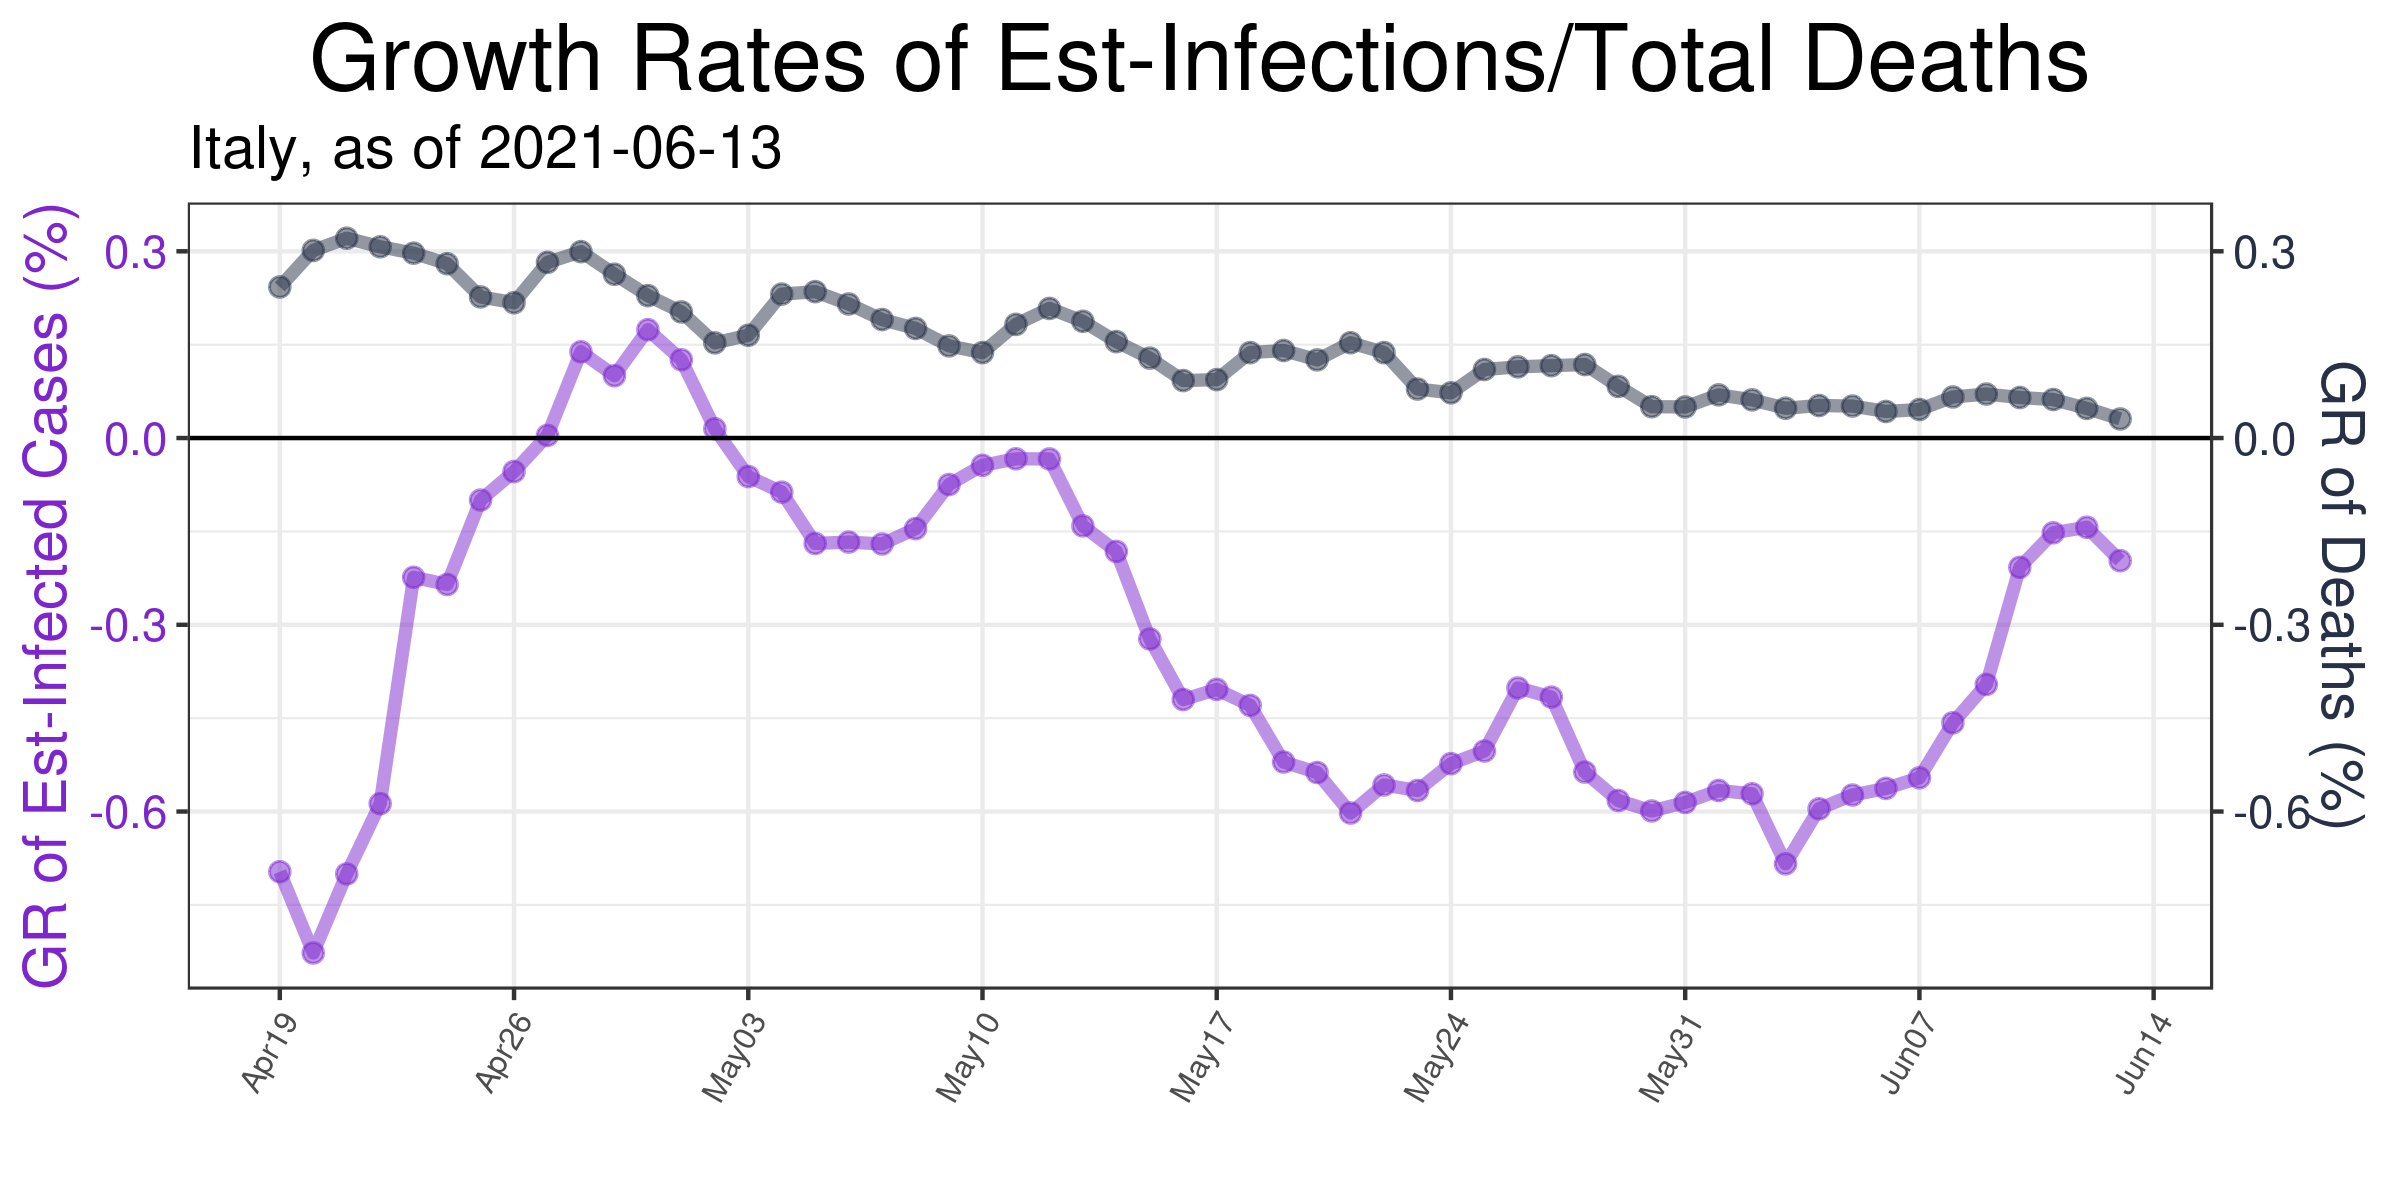 Growth Rates of Est-Infections/Total Deaths
Italy, as of 2021-06-13
GR of Est-Infected Cases (%)
0.3
0.0
-0.3
-0.6
0.3
0.0
-0.3
-0.6
GR of Deaths (%)
Apr19
Apr26
May03
May10
May17
May24
May31
Jun07
Jun14